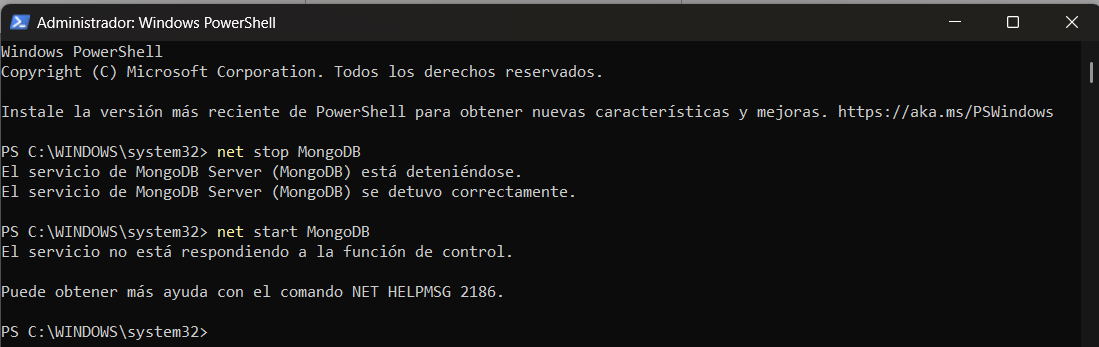 Administrador: Windows PowerShell
Windows PowerShell
Copyright (C) Microsoft Corporation. Todos los derechos reservados.
Instale la versión más reciente de PowerShell para obtener nuevas características y mejoras. https://aka.ms/PSWindows
PS C:\WINDOWS\system32> net stop MongoDB
El servicio de MongoDB Server (MongoDB) está deteniéndose.
El servicio de MongoDB Server (MongoDB) se detuvo correctamente.
PS C:\WINDOWS\system32> net start MongoDB
El servicio no está respondiendo a la función de control.
Puede obtener más ayuda con el comando NET HELPMSG 2186.
PS C:\WINDOWS\system32>